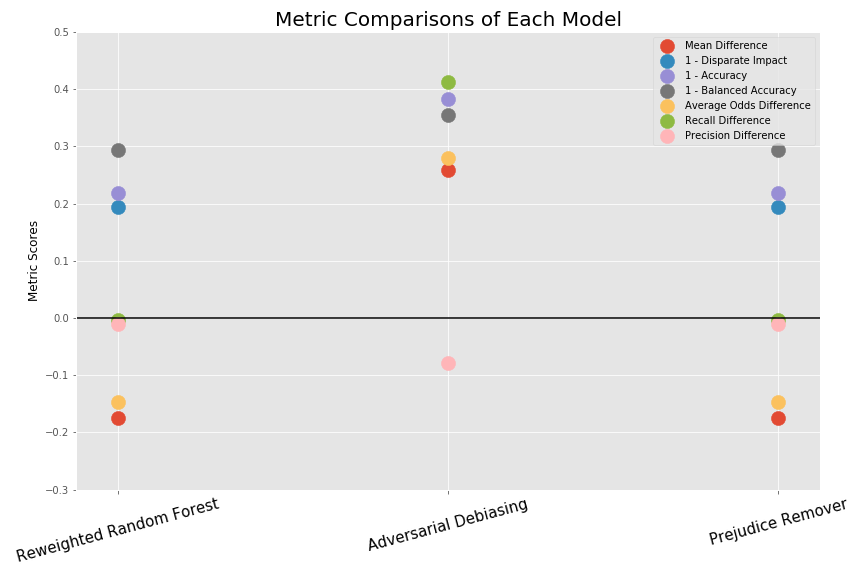 Metric Comparisons of Each Model
Mean Difference
1 - Disparate Impact
1 - Accuracy
1 - Balanced Accuracy
Average Odds Difference
Recall Difference
Precision Difference
Metric Scores
0.5
0.4
0.3
0.2
0.1
0.0
−0.1
−0.2
−0.3
Reweighted Random Forest
Adversarial Debiasing
Prejudice Remover